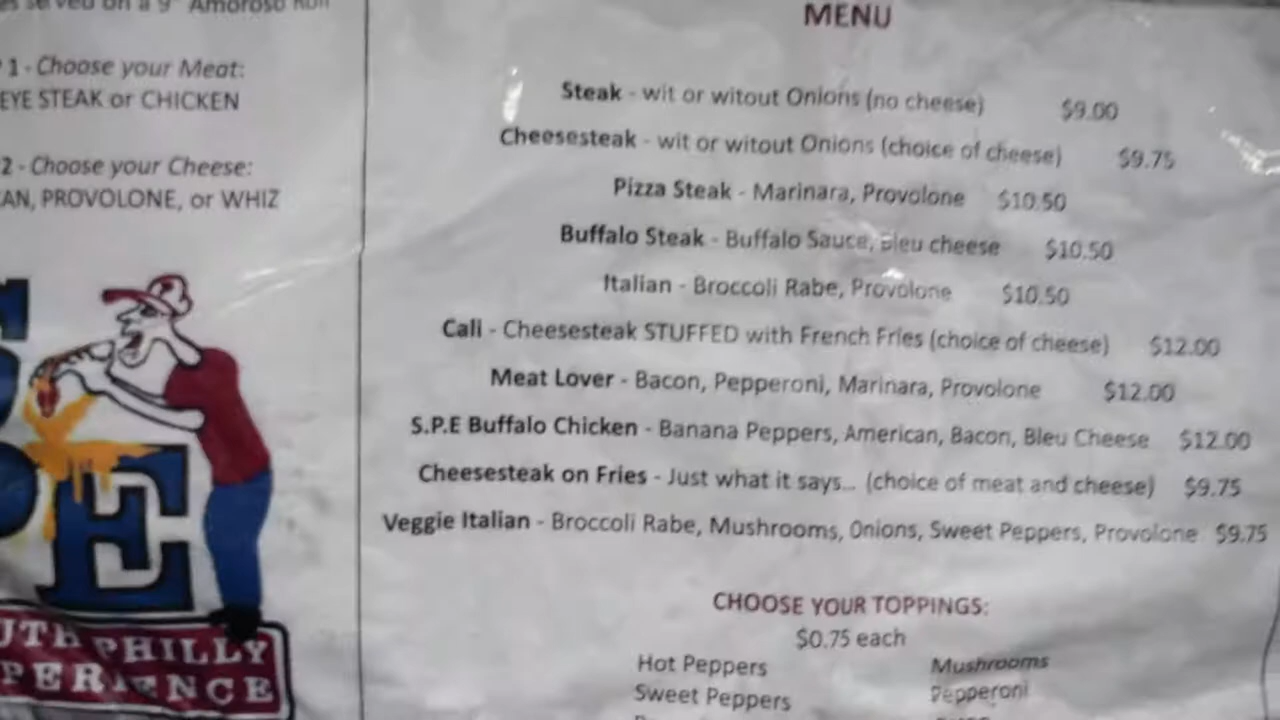 served on a 9" Amoroso Roll
1 - Choose your Meat:
EYE STEAK or CHICKEN
2 - Choose your Cheese:
AN, PROVOLONE, or WHIZ
PE
UTH PHILLY
PERIENCE
MENU
Steak - wit or witout Onions (no cheese) $9.00
Cheesesteak - wit or witout Onions (choice of cheese) $9.75
Pizza Steak - Marinara, Provolone $10.50
Buffalo Steak - Buffalo Sauce, Bleu cheese $10.50
Italian - Broccoli Rabe, Provolone $10.50
Cali - Cheesesteak STUFFED with French Fries (choice of cheese) $12.00
Meat Lover - Bacon, Pepperoni, Marinara, Provolone $12.00
S.P.E Buffalo Chicken - Banana Peppers, American, Bacon, Bleu Cheese $12.00
Cheesesteak on Fries - Just what it says... (choice of meat and cheese) $9.75
Veggie Italian - Broccoli Rabe, Mushrooms, Onions, Sweet Peppers, Provolone $9.75
CHOOSE YOUR TOPPINGS:
$0.75 each
Hot Peppers Mushrooms
Sweet Peppers Pepperoni